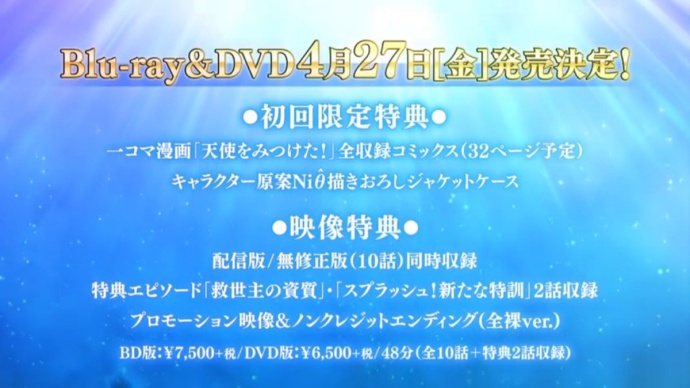 Blu-ray&DVD4月27日[金]発売決定!
●初回限定特典●
一コマ漫画「天使をみつけた!」全収録コミックス(32ページ予定)
キャラクター原案Niθ描きおろしジャケットケース
●映像特典●
配信版/無修正版(10話)同時収録
特典エピソード「救世主の資質」・「スプラッシュ!新たな特訓」2話収録
プロモーション映像&ノンクレジットエンディング(全裸ver.)
BD版:¥7,500+税/DVD版:¥6,500+税/48分(全10話+特典2話収録)